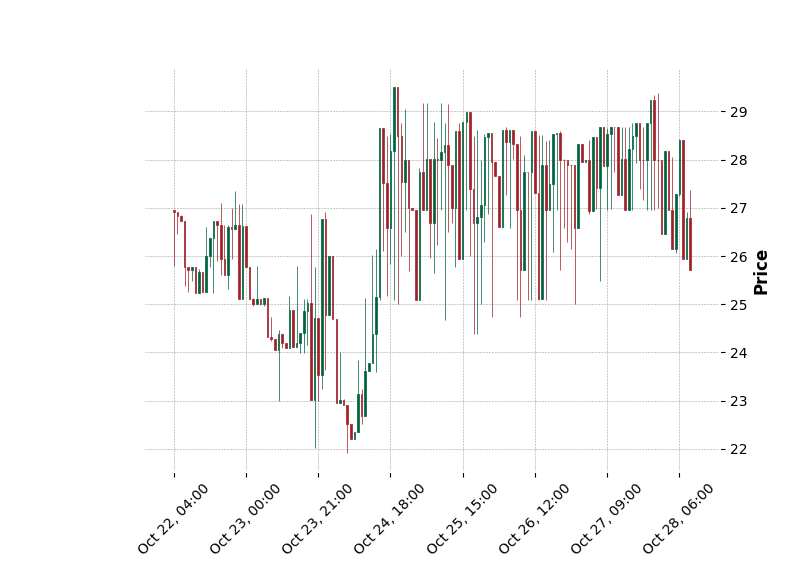 29
28
27
26
25
24
23
22
Price
Oct 22, 04:00
Oct 23, 00:00
Oct 23, 21:00
Oct 24, 18:00
Oct 25, 15:00
Oct 26, 12:00
Oct 27, 09:00
Oct 28, 06:00